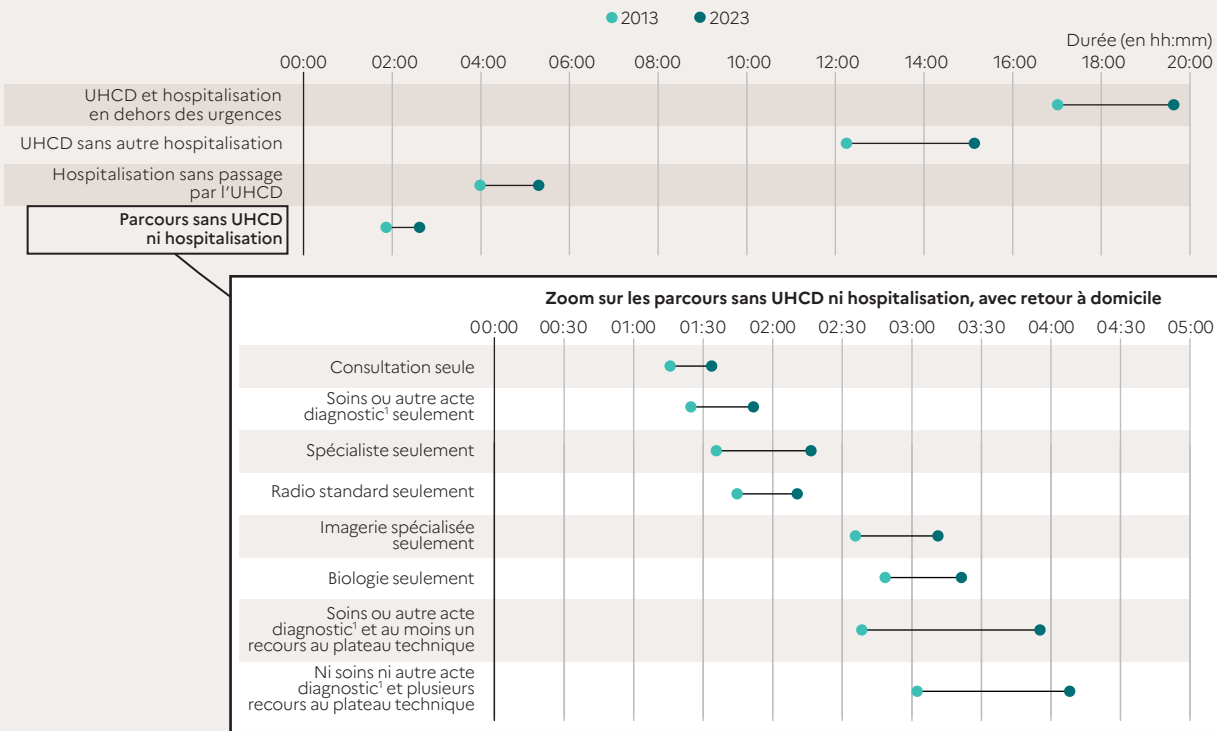 2013 2023
Durée (en hh:mm)
00:00 02:00 04:00 06:00 08:00 10:00 12:00 14:00 16:00 18:00 20:00
UHCD et hospitalisation
en dehors des urgences
UHCD sans autre hospitalisation
Hospitalisation sans passage
par l'UHCD
Parcours sans UHCD
ni hospitalisation
Zoom sur les parcours sans UHCD ni hospitalisation, avec retour à domicile
00:00 00:30 01:00 01:30 02:00 02:30 03:00 03:30 04:00 04:30 05:00
Consultation seule
Soins ou autre acte
diagnostic¹ seulement
Spécialiste seulement
Radio standard seulement
Imagerie spécialisée
seulement
Biologie seulement
Soins ou autre acte
diagnostic¹ et au moins un
recours au plateau technique
Ni soins ni autre acte
diagnostic¹ et plusieurs
recours au plateau technique